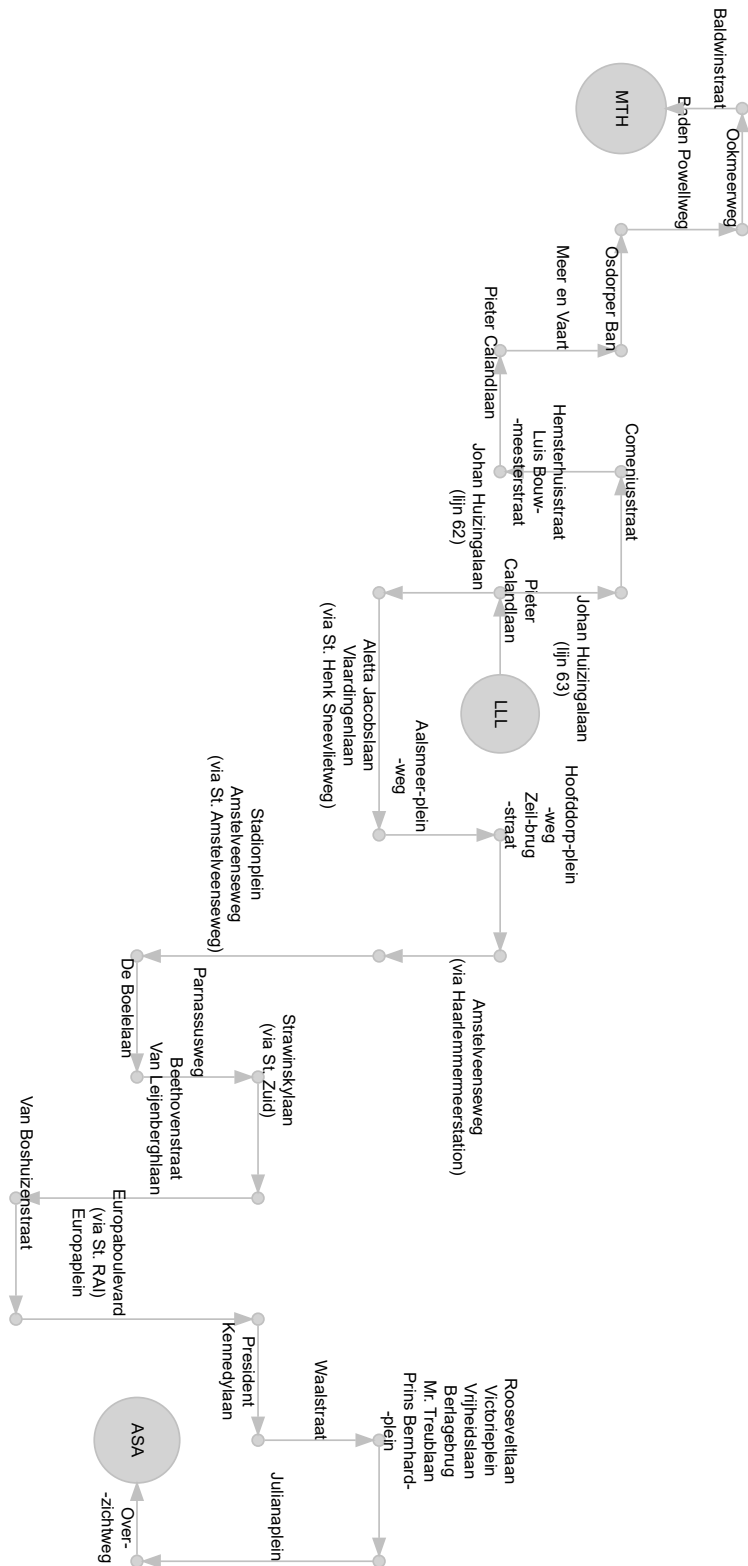 Baldwinstraat
MTH
Baden Powellweg
Ookmeerweg
Osdorper Ban
Meer en Vaart
Pieter Calandlaan
Hemsterhuisstraat
Luis Bouw-
-meesterstraat
Comeniusstraat
Johan Huizingalaan
(lijn 62)
Pieter
Calandlaan
Johan Huizingalaan
(lijn 63)
LLL
Aletta Jacobslaan
Vlaardingenlaan
(via St. Henk Sneevlietweg)
Aalsmeer-plein
-weg
Hoofddorp-plein
-weg
Zeil-brug
-straat
Amstelveenseweg
(via Haarlemmermeerstation)
Stadionplein
Amstelveenseweg
(via St. Amstelveenseweg)
De Boelelaan
Parnassusweg
Strawinskylaan
(via St. Zuid)
Beethovenstraat
Van Leijenberghlaan
Van Boshuizenstraat
Europaboulevard
(via St. RAI)
Europaplein
President
Kennedylaan
Waalstraat
Rooseveltlaan
Victorieplein
Vrijheidslaan
Berlagebrug
Mr. Treublaan
Prins Bernhard-
-plein
Julianaplein
Over-
-zichtweg
ASA